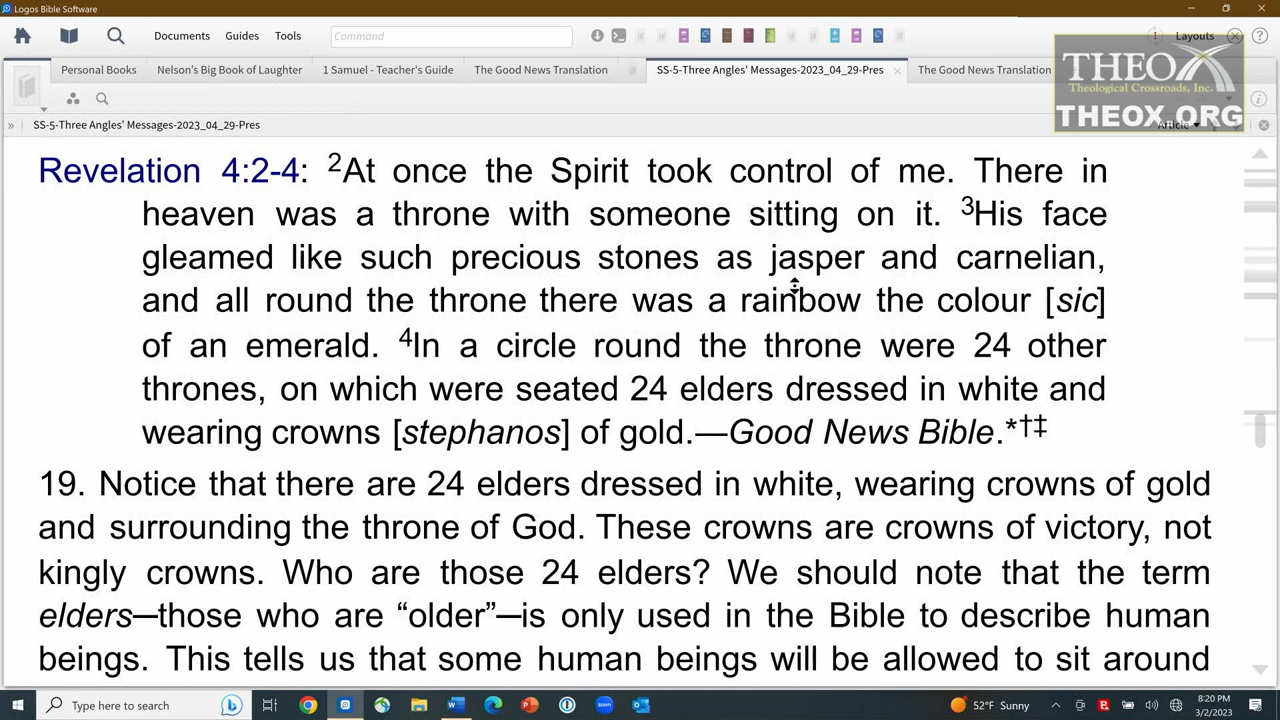 Logos Bible Software
Documents Guides Tools Command Layouts
Personal Books Nelson's Big Book of Laughter 1 Samuel - Teacher's Guide The Good News Translation SS-5-Three Angles' Messages-2023_04_29-Pres The Good News Translation
THEOX
Theological Crossroads, Inc.
THEOX.ORG
SS-5-Three Angles' Messages-2023_04_29-Pres Article
Revelation 4:2-4: ²At once the Spirit took control of me. There in
heaven was a throne with someone sitting on it. ³His face
gleamed like such precious stones as jasper and carnelian,
and all round the throne there was a rainbow the colour [sic]
of an emerald. ⁴In a circle round the throne were 24 other
thrones, on which were seated 24 elders dressed in white and
wearing crowns [stephanos] of gold.—Good News Bible.*†‡
19. Notice that there are 24 elders dressed in white, wearing crowns of gold
and surrounding the throne of God. These crowns are crowns of victory, not
kingly crowns. Who are those 24 elders? We should note that the term
elders—those who are “older”—is only used in the Bible to describe human
beings. This tells us that some human beings will be allowed to sit around
Type here to search 52°F Sunny 8:20 PM
3/2/2023